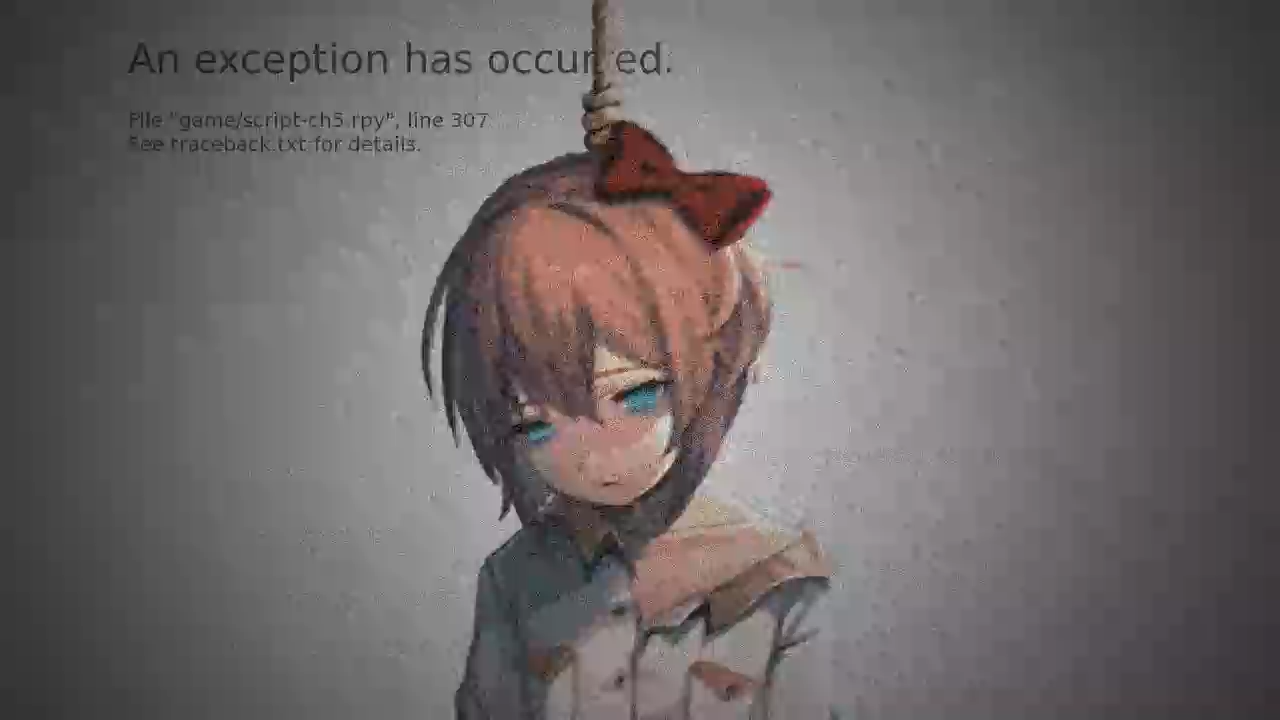 An exception has occurred.
File "game/script-ch5.rpy", line 307
See traceback.txt for details.